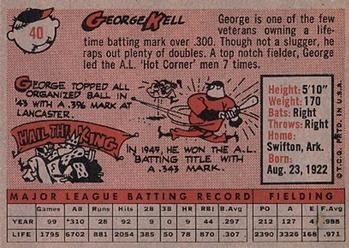 40
GEORGE KELL
George is one of the few
veterans owning a life-
time batting mark over .300. Though not a slugger, he
raps out plenty of doubles. A top notch fielder, George
led the A.L. 'Hot Corner' men 7 times.
GEORGE TOPPED ALL
ORGANIZED BALL IN
'43 WITH A .396 MARK AT
LANCASTER.
HAIL TH' KING
IN 1949, HE WON THE A.L.
BATTING TITLE WITH A
.343 MARK.
Height: 5'10"
Weight: 170
Bats: Right
Throws: Right
Home:
Swifton, Ark.
Born:
Aug. 23, 1922
© T.C.G. PRTD. IN U.S.A.
MAJOR LEAGUE BATTING RECORD FIELDING
Games AB Runs Hits 2B 3B HR RBI B.Avg. PO A E F.Avg.
YEAR 99 310 28 92 9 0 9 44 .297 127 112 4 .988
LIFE 1795 6702 881 2054 385 50 78 870 .306 2390 3326 168 .971